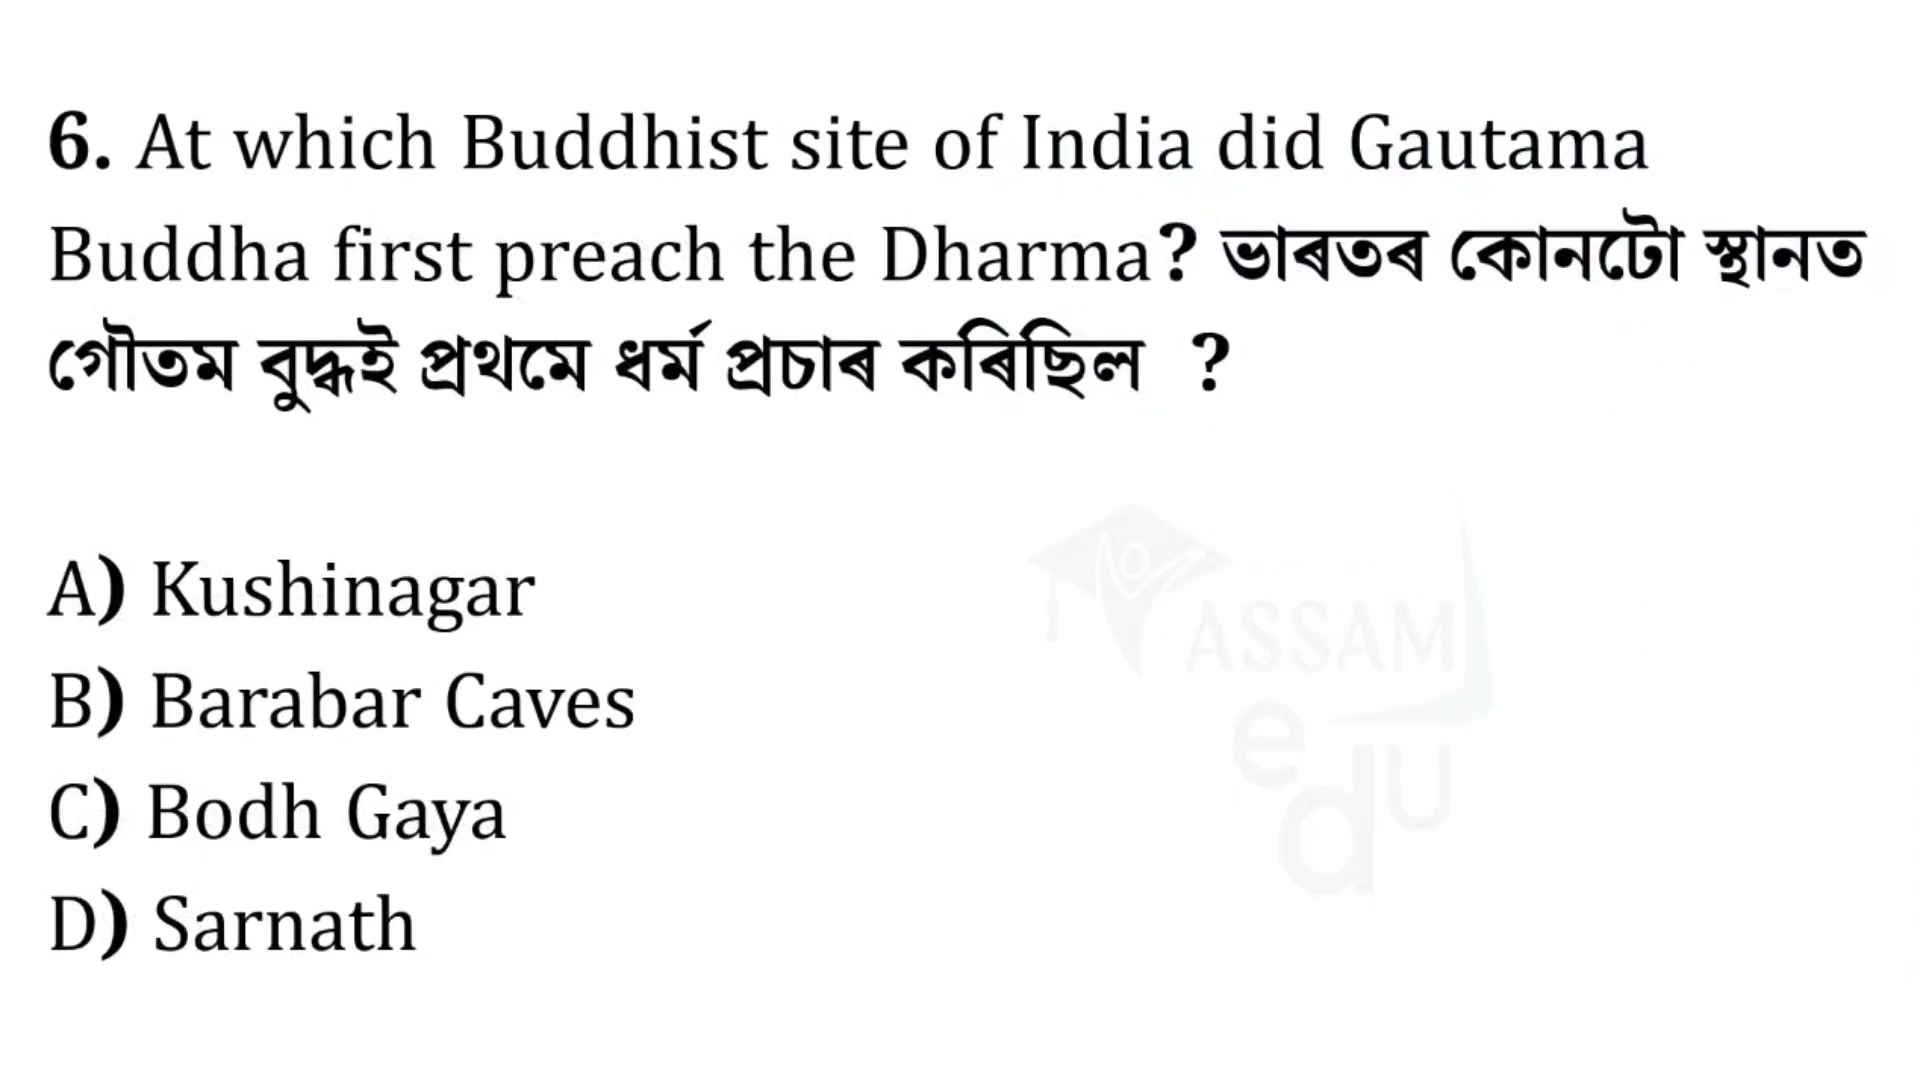 6. At which Buddhist site of India did Gautama
Buddha first preach the Dharma? ভাৰতৰ কোনটো স্থানত
গৌতম বুদ্ধই প্ৰথমে ধৰ্ম প্ৰচাৰ কৰিছিল ?
A) Kushinagar
B) Barabar Caves
C) Bodh Gaya
D) Sarnath
ASSAM
edu